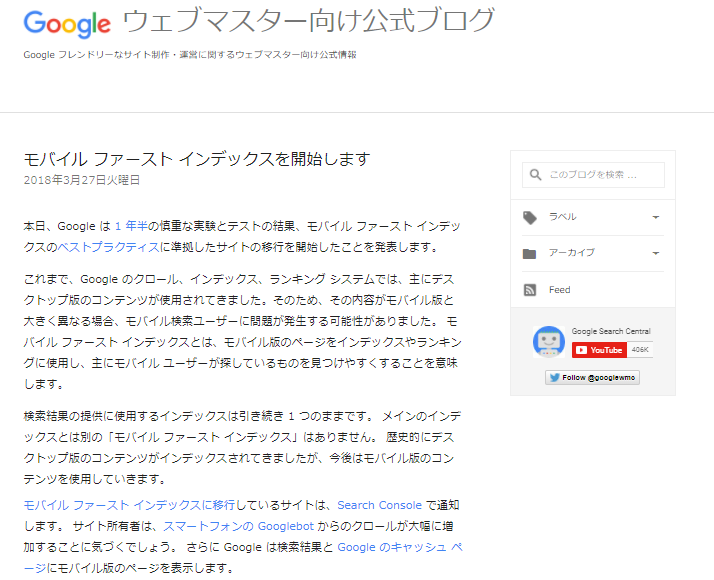 Google ウェブマスター向け公式ブログ
Google フレンドリーなサイト制作・運営に関するウェブマスター向け公式情報
モバイル ファースト インデックスを開始します
2018年3月27日火曜日
本日、Google は 1 年半の慎重な実験とテストの結果、モバイル ファースト インデッ
クスのベストプラクティスに準拠したサイトの移行を開始したことを発表します。
これまで、Google のクロール、インデックス、ランキング システムでは、主にデス
クトップ版のコンテンツが使用されてきました。そのため、その内容がモバイル版と
大きく異なる場合、モバイル検索ユーザーに問題が発生する可能性がありました。 モ
バイル ファースト インデックスとは、モバイル版のページをインデックスやランキン
グに使用し、主にモバイル ユーザーが探しているものを見つけやすくすることを意味
します。
検索結果の提供に使用するインデックスは引き続き 1 つのままです。 メインのインデ
ックスとは別の「モバイル ファースト インデックス」はありません。 歴史的にデス
クトップ版のコンテンツがインデックスされてきましたが、今後はモバイル版のコン
テンツを使用していきます。
モバイル ファースト インデックスに移行しているサイトは、Search Console で通知
します。 サイト所有者は、スマートフォンの Googlebot からのクロールが大幅に増
加することに気づくでしょう。 さらに Google は検索結果と Google のキャッシュ ペ
ージにモバイル版のページを表示します。
このブログを検索 ...
ラベル
アーカイブ
Feed
Google Search Central
YouTube 406K
Follow @googlewmc